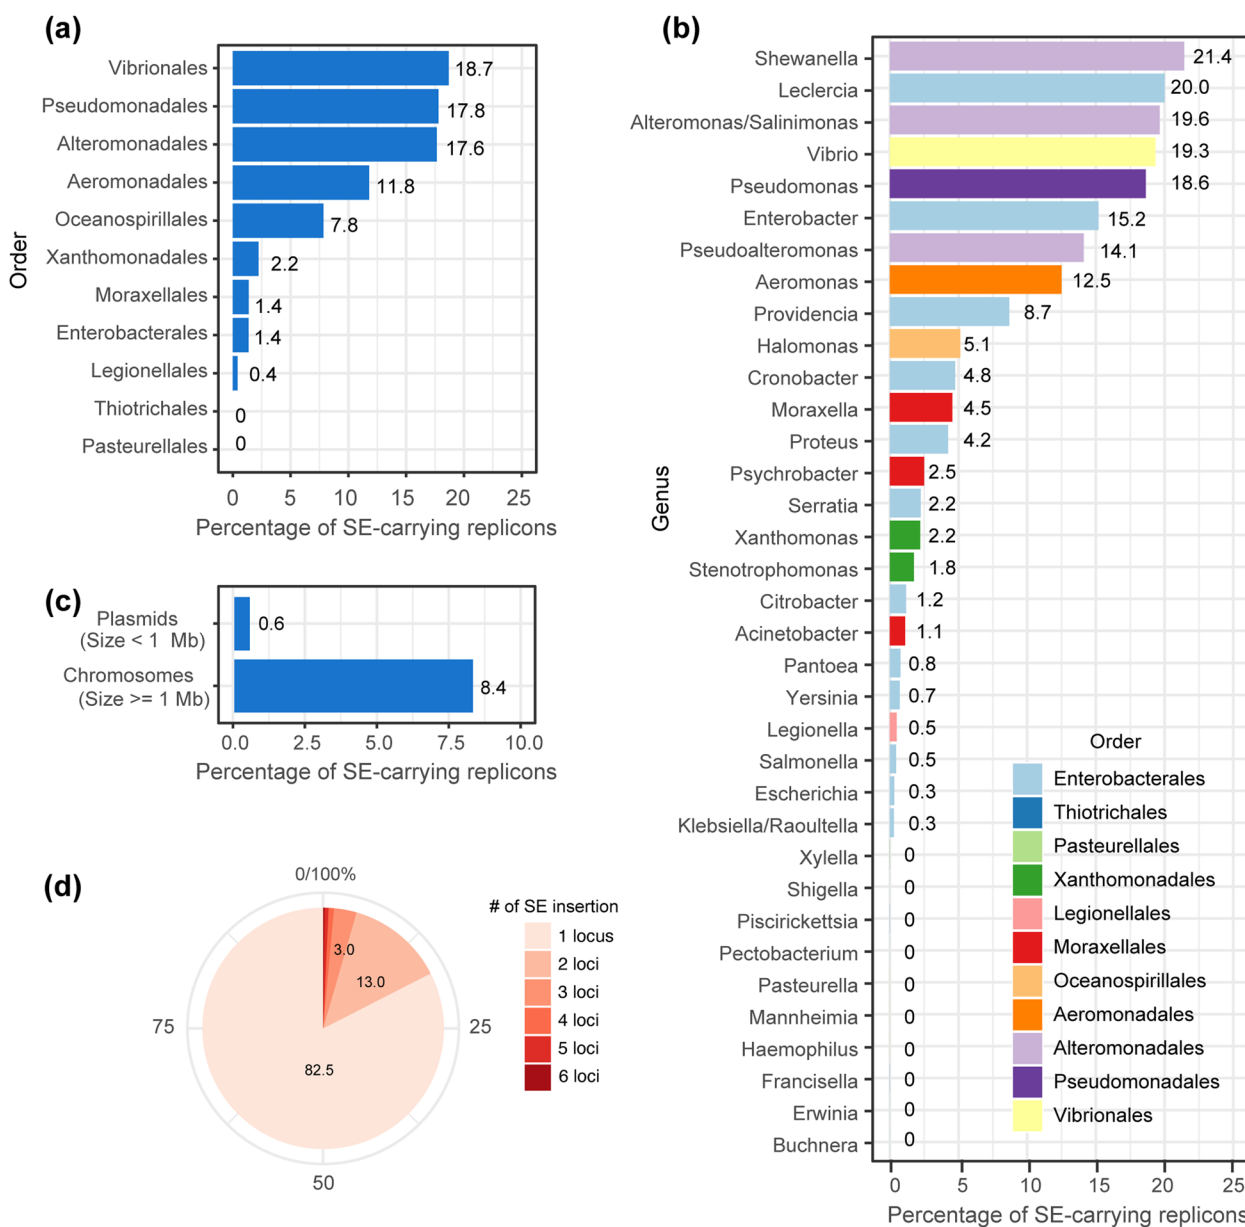 (a)
Order
Vibrionales 18.7
Pseudomonadales 17.8
Alteromonadales 17.6
Aeromonadales 11.8
Oceanospirillales 7.8
Xanthomonadales 2.2
Moraxellales 1.4
Enterobacterales 1.4
Legionellales 0.4
Thiotrichales 0
Pasteurellales 0
0 5 10 15 20 25
Percentage of SE-carrying replicons
(b)
Genus
Shewanella 21.4
Leclercia 20.0
Alteromonas/Salinimonas 19.6
Vibrio 19.3
Pseudomonas 18.6
Enterobacter 15.2
Pseudoalteromonas 14.1
Aeromonas 12.5
Providencia 8.7
Halomonas 5.1
Cronobacter 4.8
Moraxella 4.5
Proteus 4.2
Psychrobacter 2.5
Serratia 2.2
Xanthomonas 2.2
Stenotrophomonas 1.8
Citrobacter 1.2
Acinetobacter 1.1
Pantoea 0.8
Yersinia 0.7
Legionella 0.5
Salmonella 0.5
Escherichia 0.3
Klebsiella/Raoultella 0.3
Xylella 0
Shigella 0
Piscirickettsia 0
Pectobacterium 0
Pasteurella 0
Mannheimia 0
Haemophilus 0
Francisella 0
Erwinia 0
Buchnera 0
0 5 10 15 20 25
Percentage of SE-carrying replicons
Order
Enterobacterales
Thiotrichales
Pasteurellales
Xanthomonadales
Legionellales
Moraxellales
Oceanospirillales
Aeromonadales
Alteromonadales
Pseudomonadales
Vibrionales
(c)
Plasmids
(Size < 1 Mb) 0.6
Chromosomes
(Size >= 1 Mb) 8.4
0.0 2.5 5.0 7.5 10.0
Percentage of SE-carrying replicons
(d)
0/100%
25
50
75
3.0
13.0
82.5
# of SE insertion
1 locus
2 loci
3 loci
4 loci
5 loci
6 loci